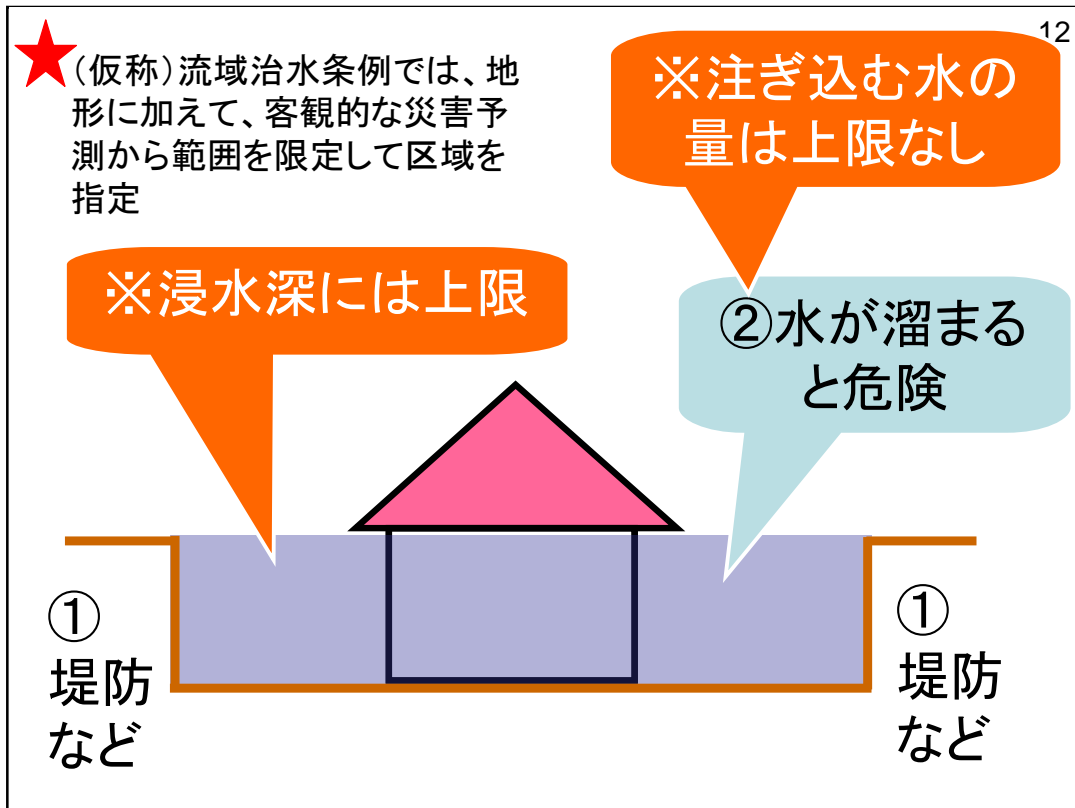 12
(仮称)流域治水条例では、地
形に加えて、客観的な災害予
測から範囲を限定して区域を
指定
※注ぎ込む水の
量は上限なし
※浸水深には上限
②水が溜まる
と危険
①
堤防
など
①
堤防
など